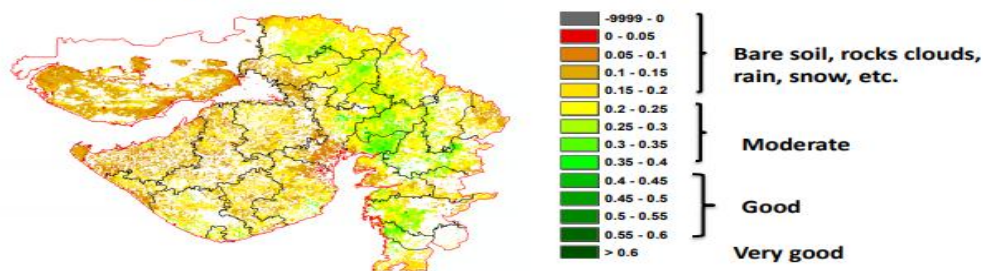 -9999 - 0
0 - 0.05
0.05 - 0.1
0.1 - 0.15
0.15 - 0.2
0.2 - 0.25
0.25 - 0.3
0.3 - 0.35
0.35 - 0.4
0.4 - 0.45
0.45 - 0.5
0.5 - 0.55
0.55 - 0.6
> 0.6
Bare soil, rocks clouds,
rain, snow, etc.
Moderate
Good
Very good